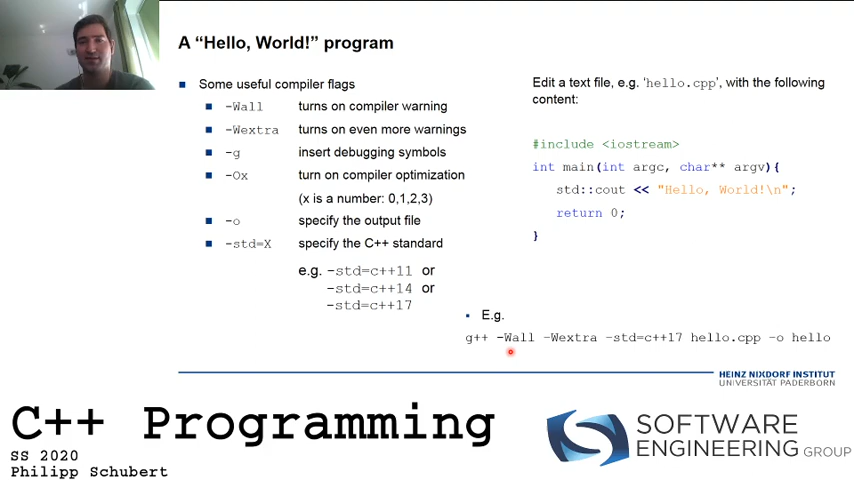 A “Hello, World!” program
Some useful compiler flags
-Wall turns on compiler warning
-Wextra turns on even more warnings
-g insert debugging symbols
-Ox turn on compiler optimization
(x is a number: 0,1,2,3)
-o specify the output file
-std=X specify the C++ standard
e.g. -std=c++11 or
-std=c++14 or
-std=c++17
Edit a text file, e.g. 'hello.cpp', with the following
content:
#include <iostream>
int main(int argc, char** argv){
std::cout << "Hello, World!\n";
return 0;
}
E.g.
g++ -Wall -Wextra -std=c++17 hello.cpp -o hello
HEINZ NIXDORF INSTITUT
UNIVERSITÄT PADERBORN
C++ Programming
SS 2020
Philipp Schubert
SOFTWARE
ENGINEERING GROUP